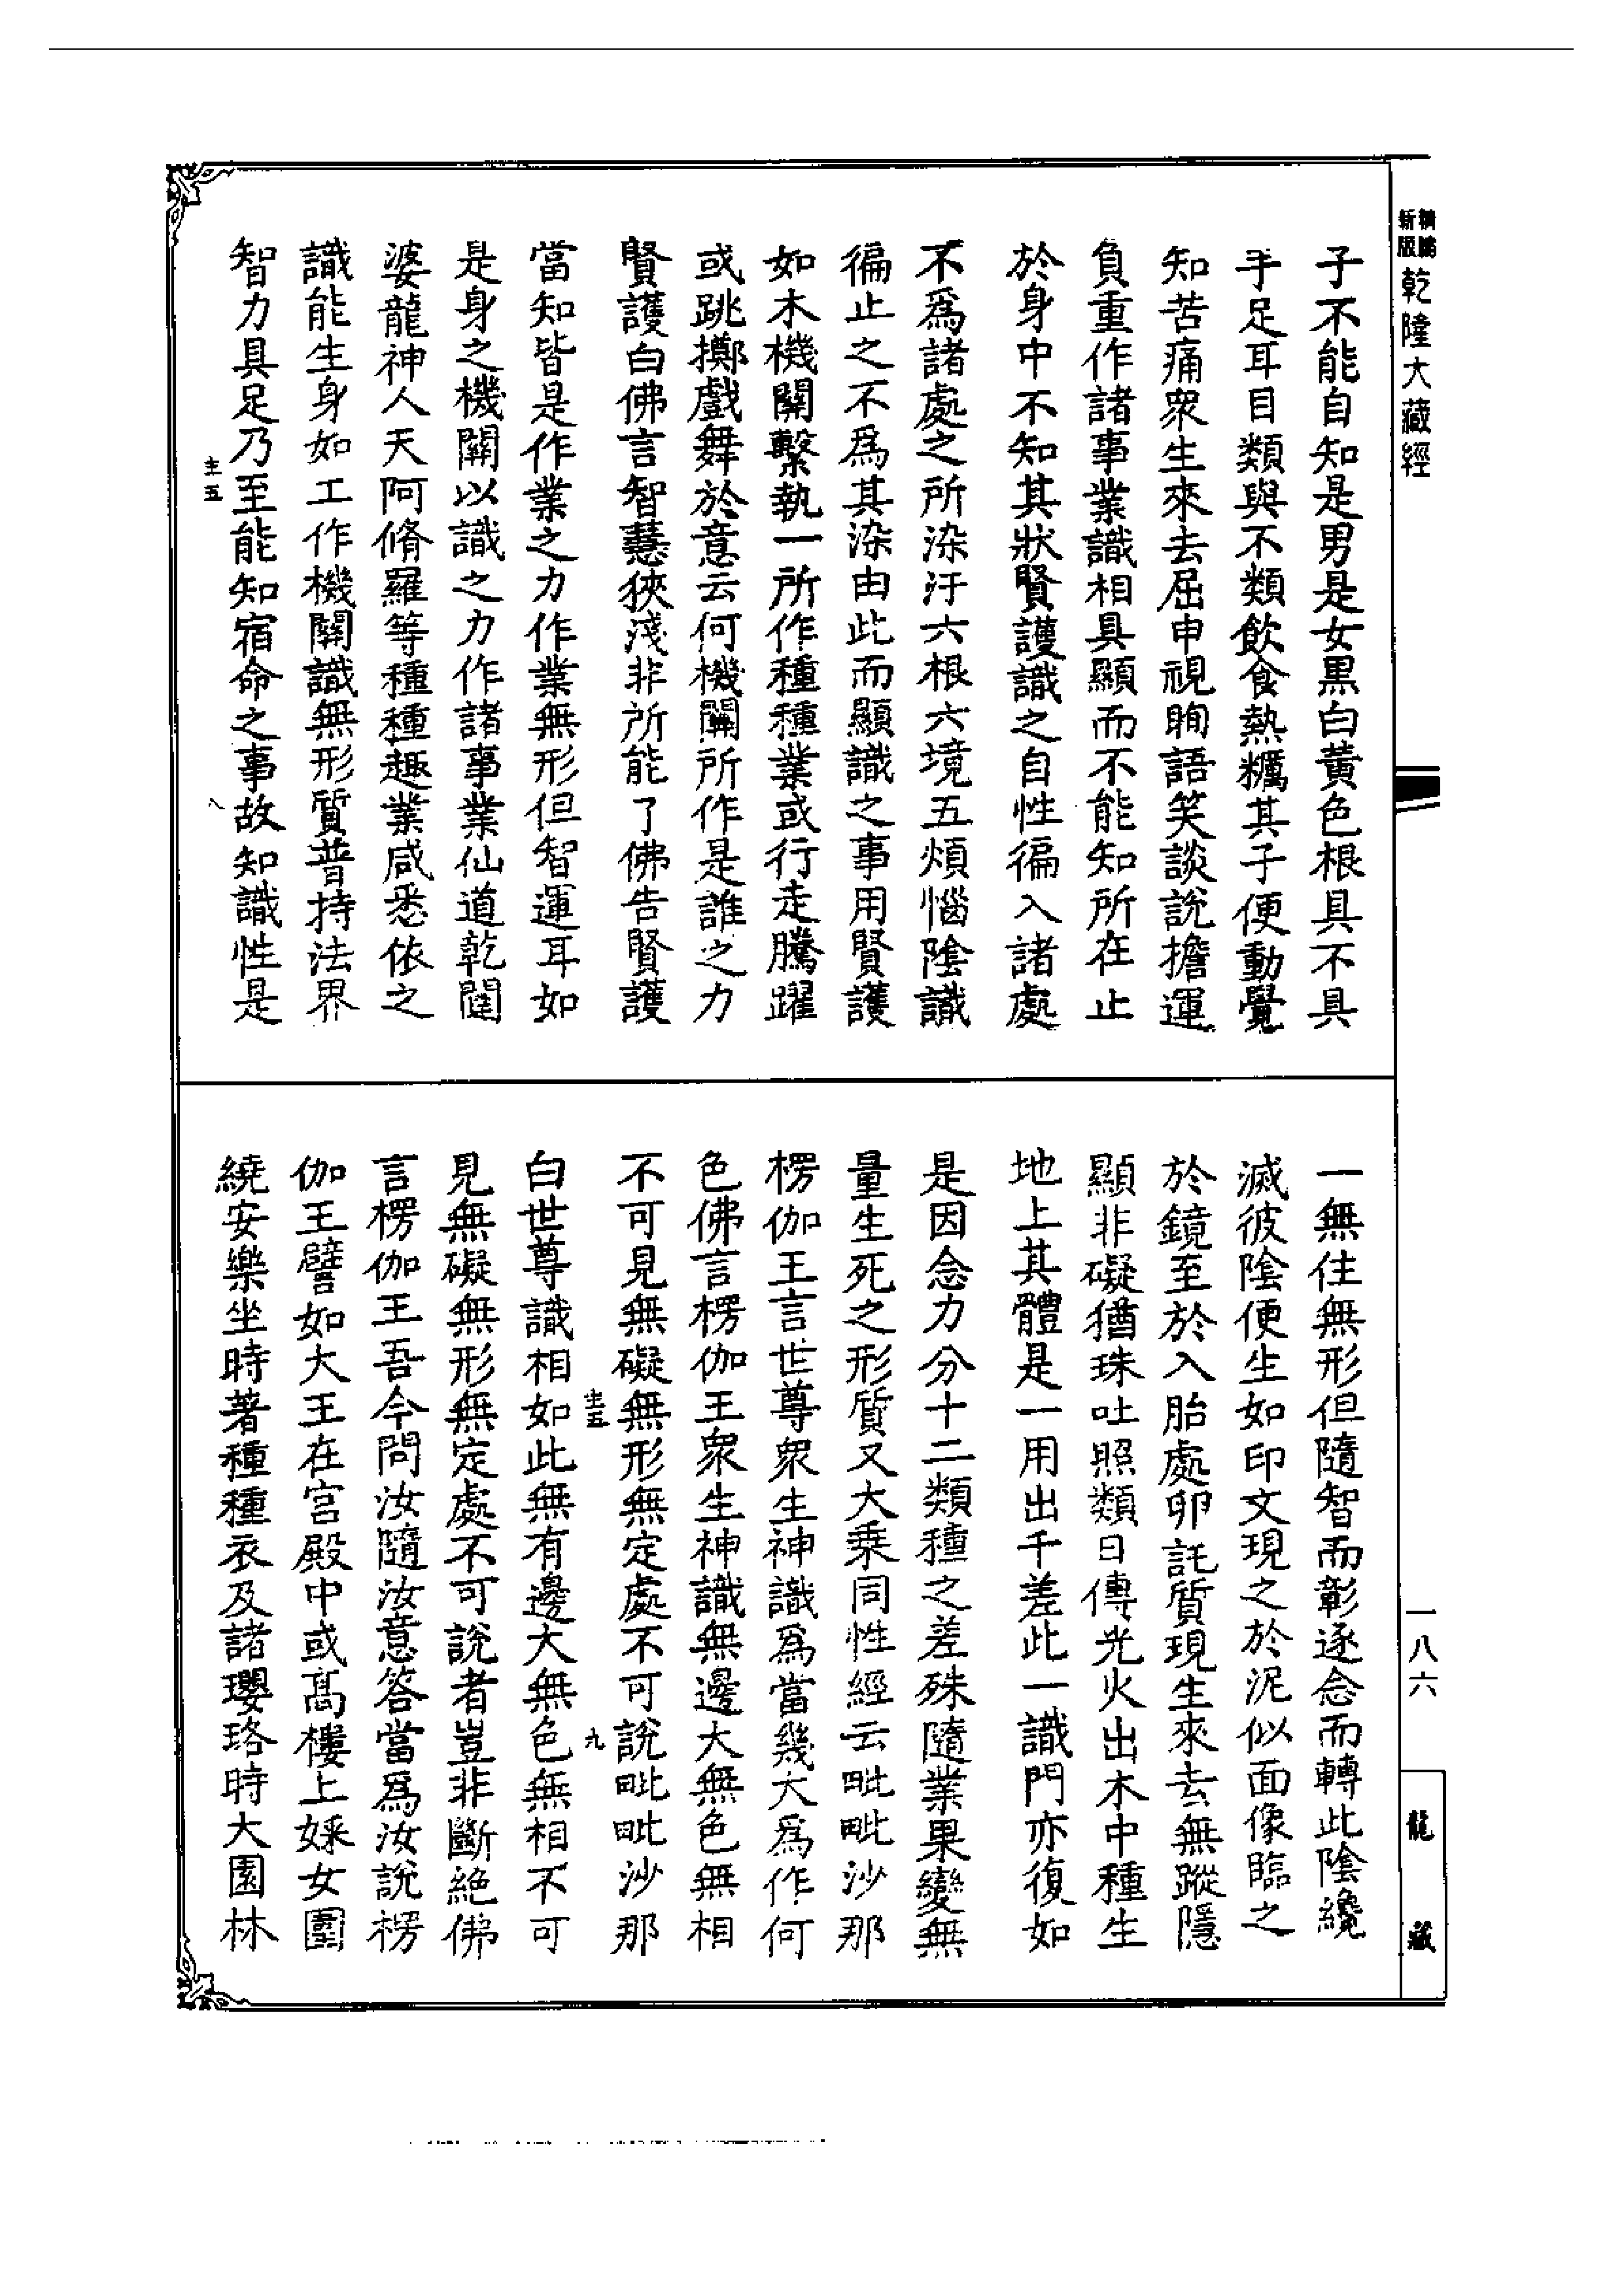 新編縮版乾隆大藏經
子不能自知是男是女黑白黃色根具不具
手足耳目類與不類飲食熱糲其子便動覺
知苦痛衆生來去屈申視眴語笑談說擔運
負重作諸事業識相具顯而不能知所在止
於身中不知其狀賢護識之自性徧入諸處
不爲諸處之所染汙六根六境五煩惱陰識
徧止之不爲其染由此而顯識之事用賢護
如木機關繫執一所作種種業或行走騰躍
或跳擲戲舞於意云何機關所作是誰之力
賢護白佛言智慧狹淺非所能了佛告賢護
當知皆是作業之力作業無形但智運耳如
是身之機關以識之力作諸事業仙道乾闥
婆龍神人天阿脩羅等種種趣業咸悉依之
識能生身如工作機關識無形質普持法界
智力具足乃至能知宿命之事故知識性是
主五
八
一無住無形但隨智而彰逐念而轉此陰纔
滅彼陰便生如印文現之於泥似面像臨之
於鏡至於入胎處卵託質現生來去無蹤隱
顯非礙猶珠吐照類日傳光火出木中種生
地上其體是一用出千差此一識門亦復如
是因念力分十二類種之差殊隨業果變無
量生死之形質又大乘同性經云毗毗沙那
楞伽王言世尊衆生神識爲當幾大爲作何
色佛言楞伽王衆生神識無邊大無色無相
不可見無礙無形無定處不可說毗毗沙那
主五
九
白世尊識相如此無有邊大無色無相不可
見無礙無形無定處不可說者豈非斷絶佛
言楞伽王吾今問汝隨汝意答當爲汝說楞
伽王譬如大王在宮殿中或高樓上婇女圍
繞安樂坐時著種種衣及諸瓔珞時大園林
一八六
龍藏